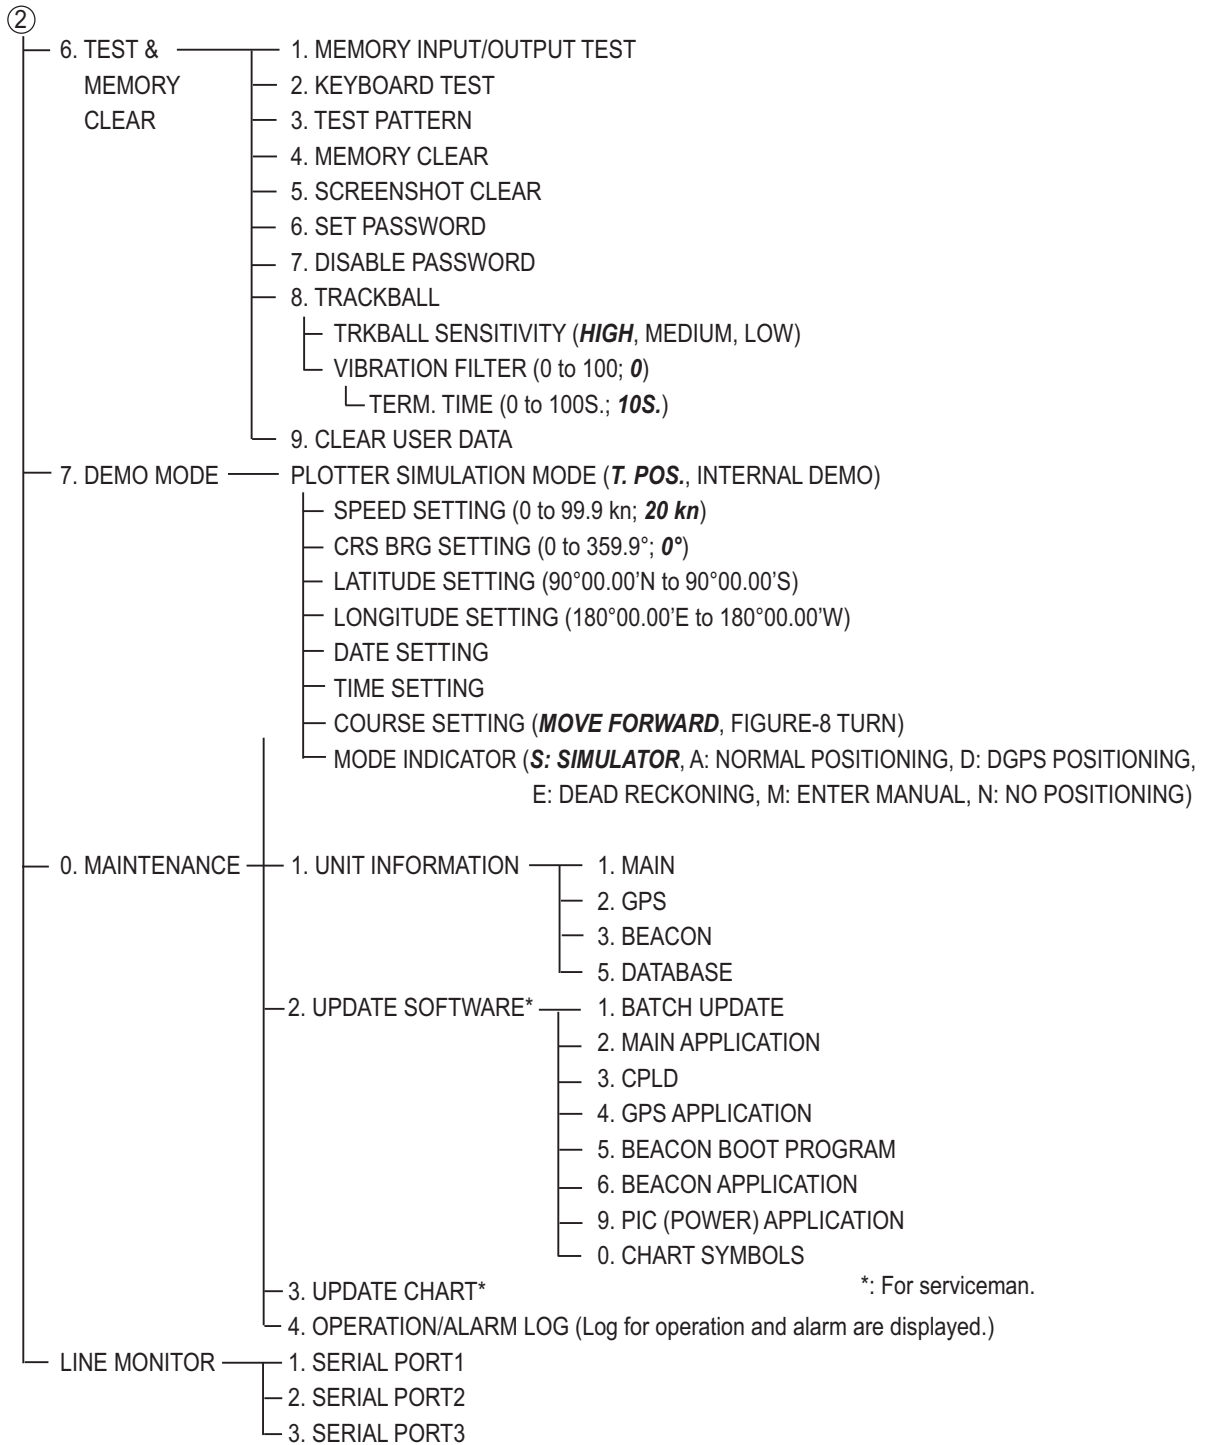 ②
6. TEST & 1. MEMORY INPUT/OUTPUT TEST
MEMORY 2. KEYBOARD TEST
CLEAR 3. TEST PATTERN
4. MEMORY CLEAR
5. SCREENSHOT CLEAR
6. SET PASSWORD
7. DISABLE PASSWORD
8. TRACKBALL
TRKBALL SENSITIVITY (HIGH, MEDIUM, LOW)
VIBRATION FILTER (0 to 100; 0)
TERM. TIME (0 to 100S.; 10S.)
9. CLEAR USER DATA
7. DEMO MODE PLOTTER SIMULATION MODE (T. POS., INTERNAL DEMO)
SPEED SETTING (0 to 99.9 kn; 20 kn)
CRS BRG SETTING (0 to 359.9°; 0°)
LATITUDE SETTING (90°00.00’N to 90°00.00’S)
LONGITUDE SETTING (180°00.00’E to 180°00.00’W)
DATE SETTING
TIME SETTING
COURSE SETTING (MOVE FORWARD, FIGURE-8 TURN)
MODE INDICATOR (S: SIMULATOR, A: NORMAL POSITIONING, D: DGPS POSITIONING,
E: DEAD RECKONING, M: ENTER MANUAL, N: NO POSITIONING)
0. MAINTENANCE 1. UNIT INFORMATION 1. MAIN
2. GPS
3. BEACON
5. DATABASE
2. UPDATE SOFTWARE* 1. BATCH UPDATE
2. MAIN APPLICATION
3. CPLD
4. GPS APPLICATION
5. BEACON BOOT PROGRAM
6. BEACON APPLICATION
9. PIC (POWER) APPLICATION
0. CHART SYMBOLS
3. UPDATE CHART* *: For serviceman.
4. OPERATION/ALARM LOG (Log for operation and alarm are displayed.)
LINE MONITOR 1. SERIAL PORT1
2. SERIAL PORT2
3. SERIAL PORT3